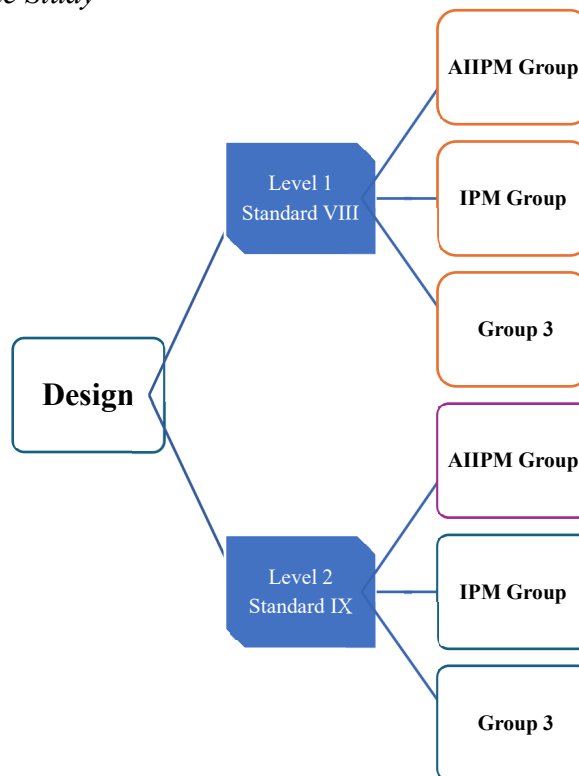 Study
AIIPM Group
Level 1
Standard VIII
IPM Group
Group 3
Design
AIIPM Group
Level 2
Standard IX
IPM Group
Group 3